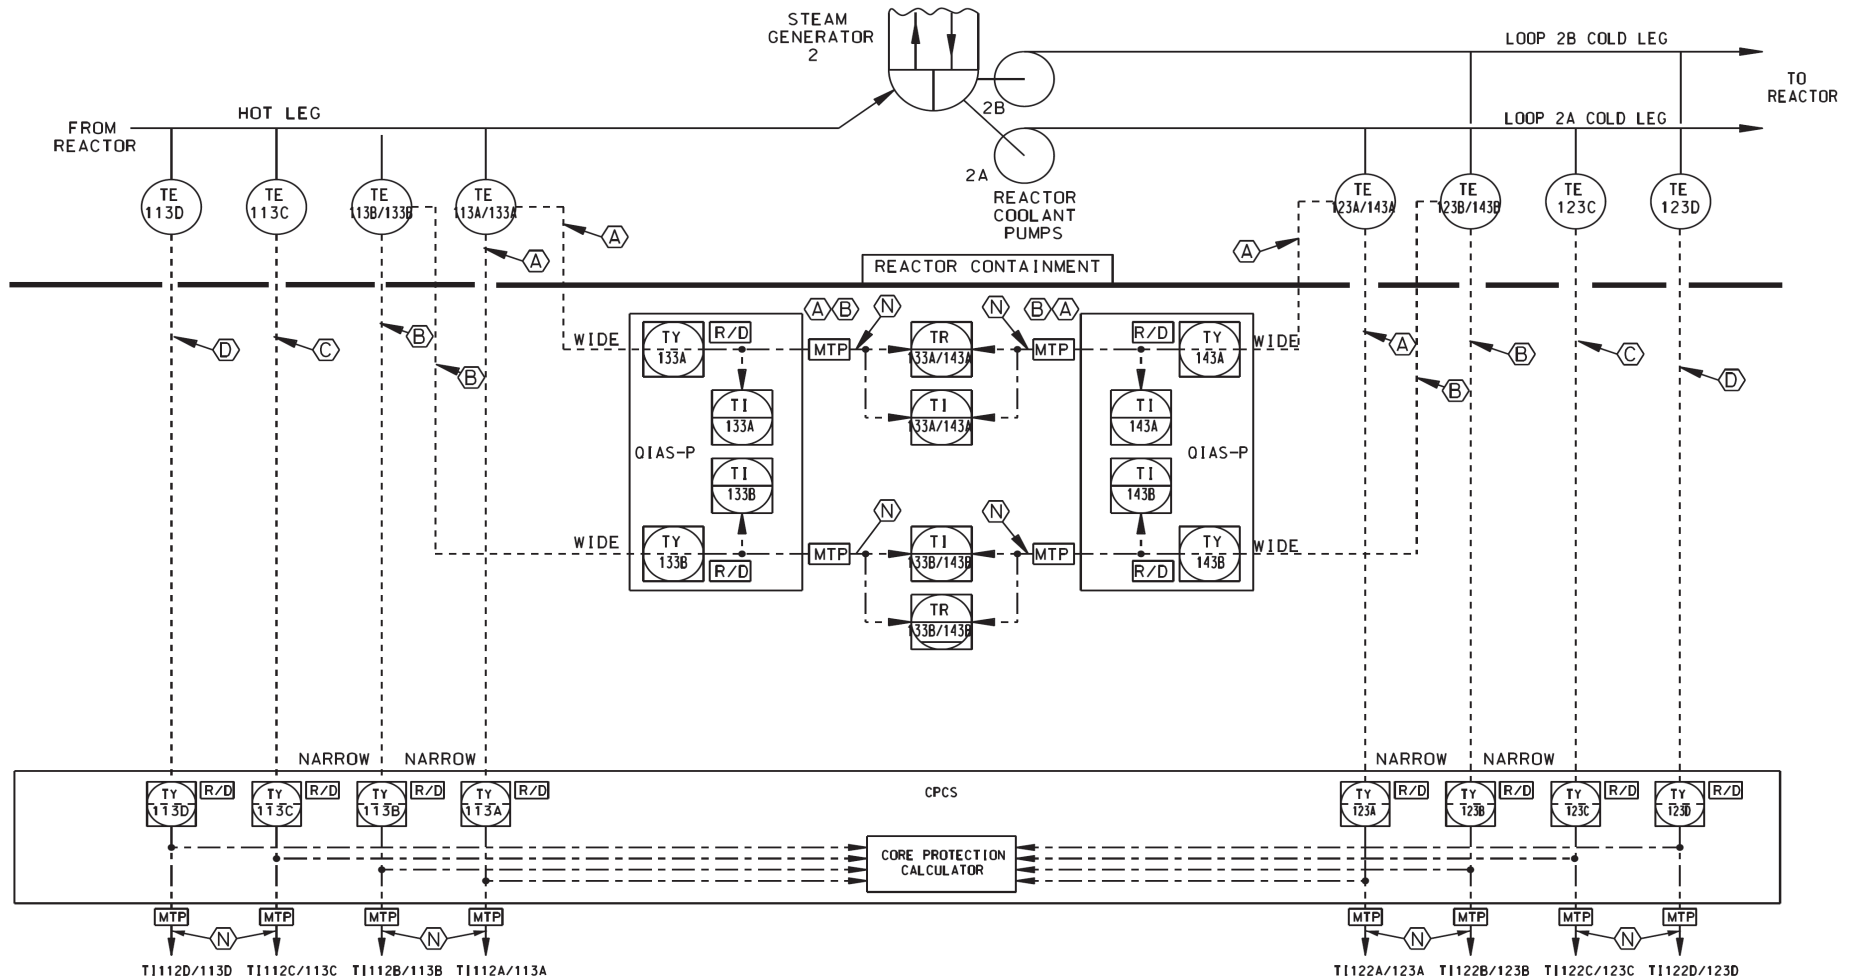 STEAM
GENERATOR
2
LOOP 2B COLD LEG
TO
REACTOR
2B
HOT LEG
FROM
REACTOR
LOOP 2A COLD LEG
2A
REACTOR
COOLANT
PUMPS
TE
113D
TE
113C
TE
113B/133B
TE
113A/133A
TE
123A/143A
TE
123B/143B
TE
123C
TE
123D
A
A
A
REACTOR CONTAINMENT
D
C
B
B
A B
N
N
B A
A
B
C
D
B
WIDE
TY
133A
R/D
MTP
TR
133A/143A
MTP
R/D
TY
143A
WIDE
TI
133A
TI
133A/143A
TI
143A
QIAS-P
QIAS-P
TI
133B
TI
143B
N
N
WIDE
TY
133B
R/D
MTP
TI
133B/143B
MTP
R/D
TY
143B
WIDE
TR
133B/143B
NARROW NARROW
NARROW NARROW
TY
113D
R/D
TY
113C
R/D
TY
113B
R/D
TY
113A
R/D
CPCS
TY
123A
R/D
TY
123B
R/D
TY
123C
R/D
TY
123D
R/D
CORE PROTECTION
CALCULATOR
MTP MTP MTP MTP
MTP MTP MTP MTP
N N N N
TI112D/113D TI112C/113C TI112B/113B TI112A/113A
TI122A/123A TI122B/123B TI122C/123C TI122D/123D